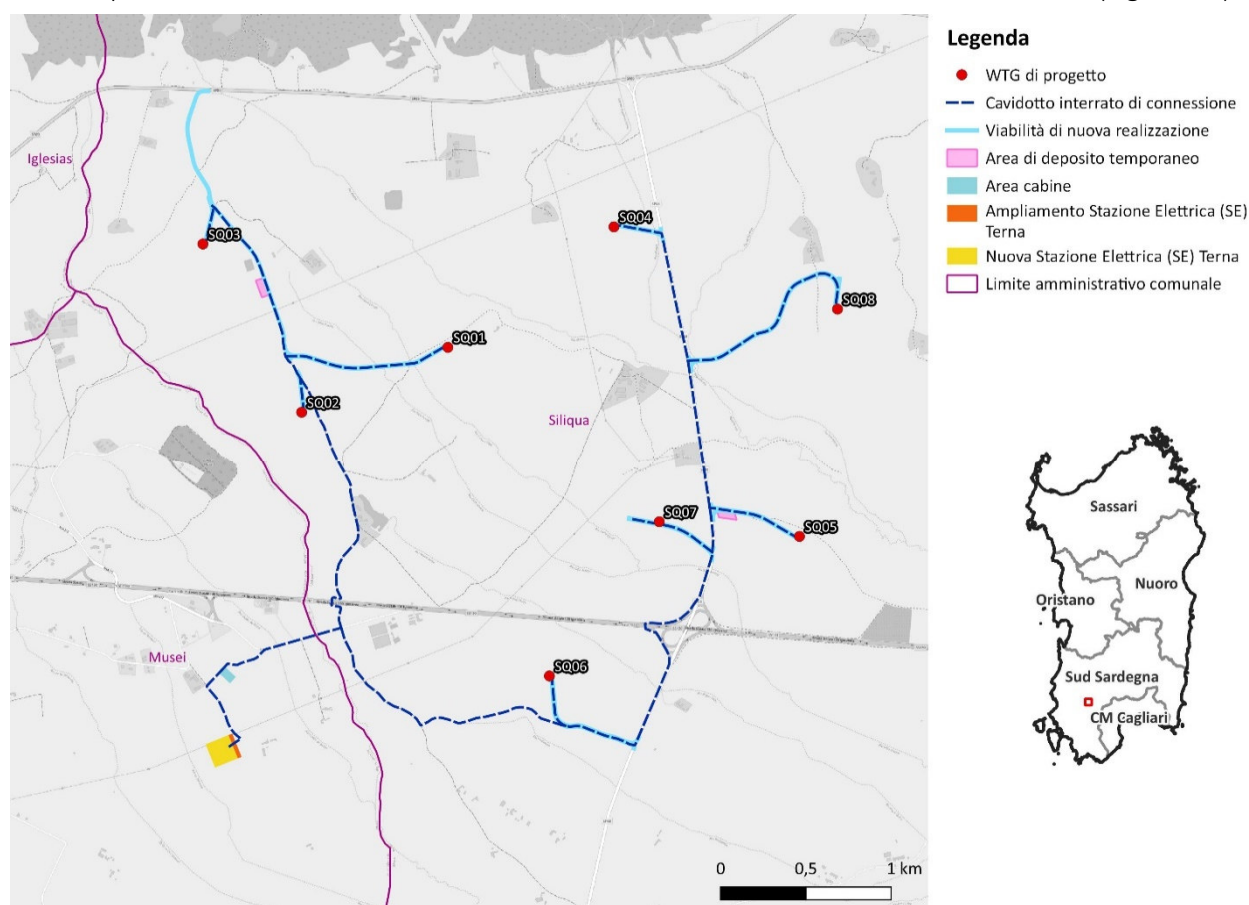 Legenda
WTG di progetto
Cavidotto interrato di connessione
Viabilità di nuova realizzazione
Area di deposito temporaneo
Area cabine
Ampliamento Stazione Elettrica (SE)
Terna
Nuova Stazione Elettrica (SE) Terna
Limite amministrativo comunale
Iglesias
SQ03
SQ04
SQ08
SQ01
SQ02
Siliqua
SQ07
SQ05
Musei
SQ06
0 0,5 1 km
Sassari
Nuoro
Oristano
Sud Sardegna
CM Cagliari